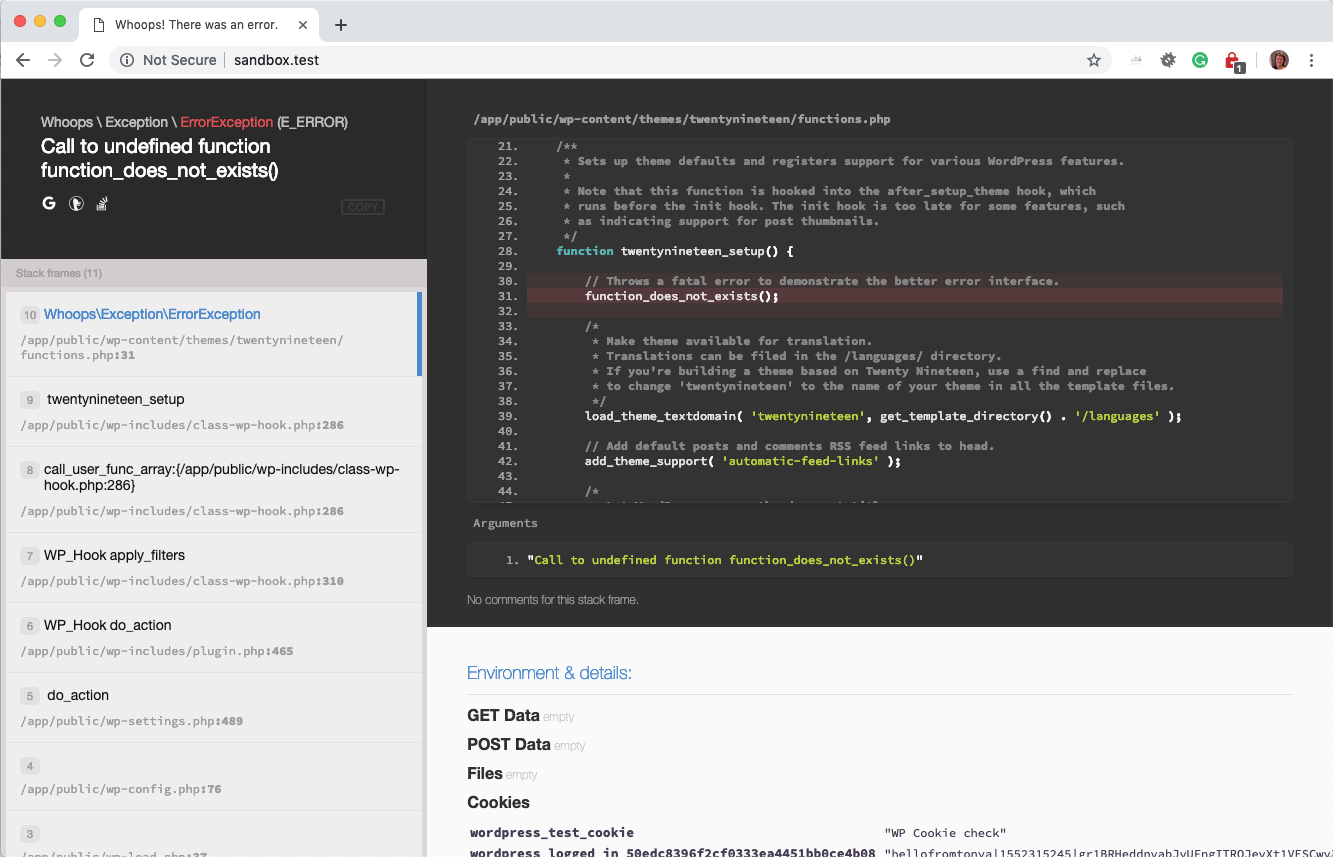 Whoops! There was an error.
Not Secure
sandbox.test
1
Whoops \ Exception \ ErrorException (E_ERROR)
Call to undefined function
function_does_not_exists()
COPY
Stack frames (11)
10 Whoops\Exception\ErrorException
/app/public/wp-content/themes/twentynineteen/
functions.php:31
9 twentynineteen_setup
/app/public/wp-includes/class-wp-hook.php:286
8 call_user_func_array:{/app/public/wp-includes/class-wp-
hook.php:286}
/app/public/wp-includes/class-wp-hook.php:286
7 WP_Hook apply_filters
/app/public/wp-includes/class-wp-hook.php:310
6 WP_Hook do_action
/app/public/wp-includes/plugin.php:465
5 do_action
/app/public/wp-settings.php:489
4
/app/public/wp-config.php:76
3
/app/public/wp-load.php:37
/app/public/wp-content/themes/twentynineteen/functions.php
21. /**
22. * Sets up theme defaults and registers support for various WordPress features.
23. *
24. * Note that this function is hooked into the after_setup_theme hook, which
25. * runs before the init hook. The init hook is too late for some features, such
26. * as indicating support for post thumbnails.
27. */
28. function twentynineteen_setup() {
29.
30. // Throws a fatal error to demonstrate the better error interface.
31. function_does_not_exists();
32.
33. /*
34. * Make theme available for translation.
35. * Translations can be filed in the /languages/ directory.
36. * If you're building a theme based on Twenty Nineteen, use a find and replace
37. * to change 'twentynineteen' to the name of your theme in all the template files.
38. */
39. load_theme_textdomain( 'twentynineteen', get_template_directory() . '/languages' );
40.
41. // Add default posts and comments RSS feed links to head.
42. add_theme_support( 'automatic-feed-links' );
43.
44. /*
Arguments
1. "Call to undefined function function_does_not_exists()"
No comments for this stack frame.
Environment & details:
GET Data empty
POST Data empty
Files empty
Cookies
wordpress_test_cookie "WP Cookie check"
wordpress_logged_in_50edc8396f2cf0333ea4451bb0ce4b08